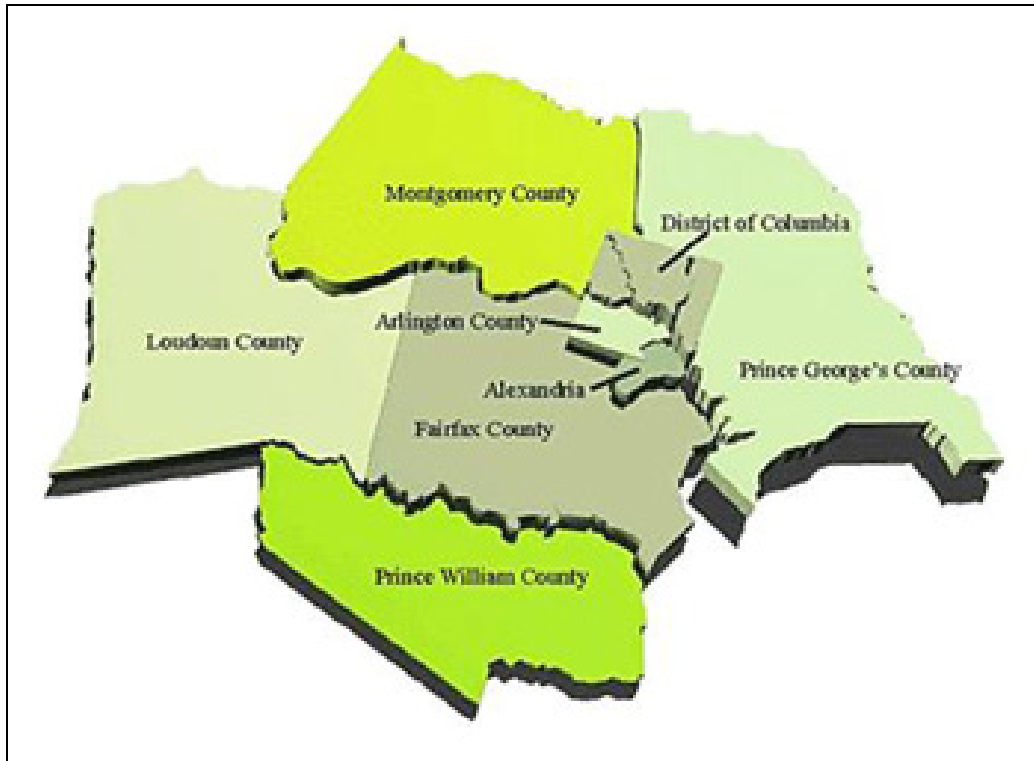 Montgomery County
District of Columbia
Arlington County
Loudoun County
Prince George's County
Alexandria
Fairfax County
Prince William County